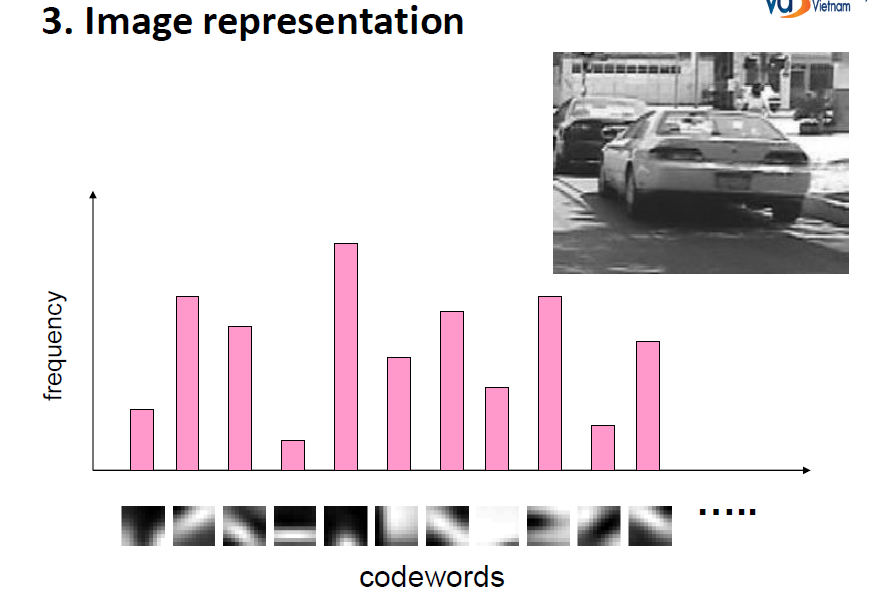 3. Image representation
Vietnam
frequency
.....
codewords